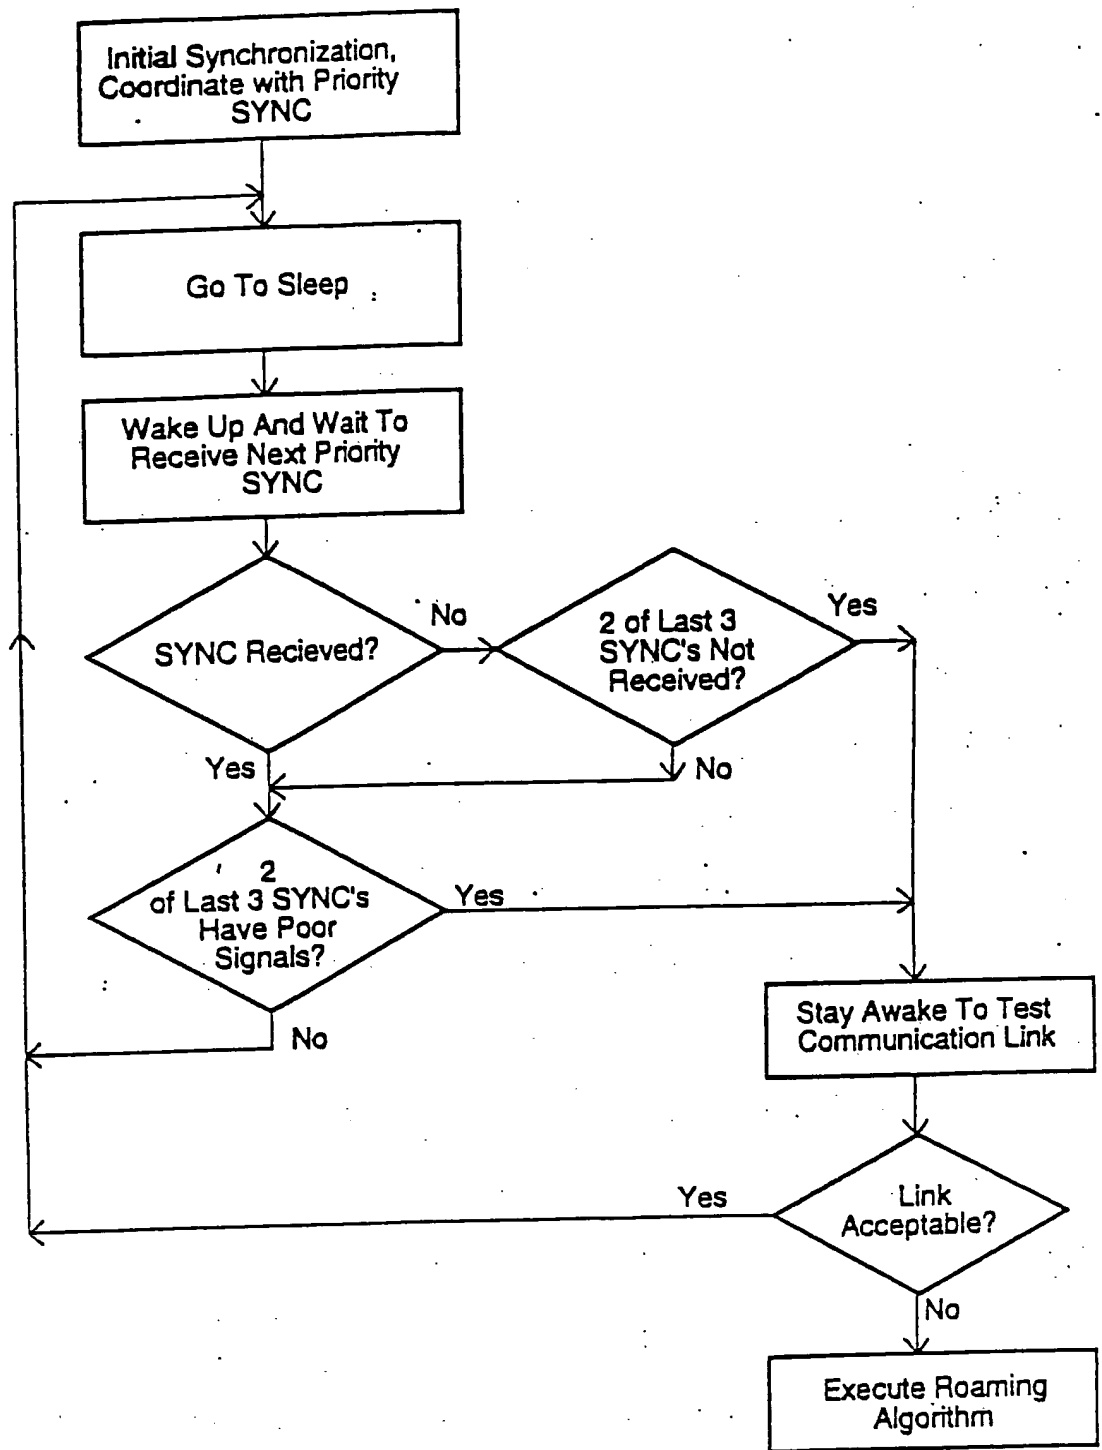 Initial Synchronization,
Coordinate with Priority
SYNC
Go To Sleep
Wake Up And Wait To
Receive Next Priority
SYNC
SYNC Recieved?
No
2 of Last 3
SYNC's Not
Received?
Yes
Yes
No
2
of Last 3 SYNC's
Have Poor
Signals?
Yes
No
Stay Awake To Test
Communication Link
Link
Acceptable?
Yes
No
Execute Roaming
Algorithm